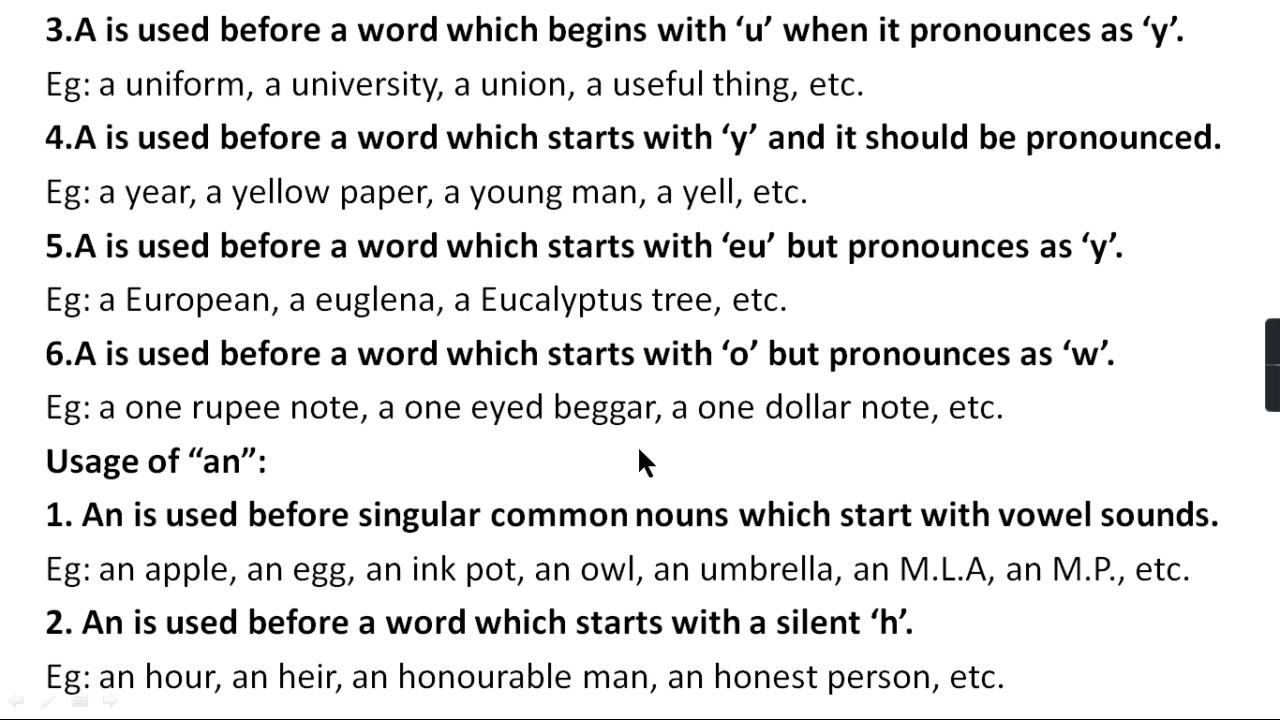 3.A is used before a word which begins with ‘u’ when it pronounces as ‘y’.
Eg: a uniform, a university, a union, a useful thing, etc.
4.A is used before a word which starts with ‘y’ and it should be pronounced.
Eg: a year, a yellow paper, a young man, a yell, etc.
5.A is used before a word which starts with ‘eu’ but pronounces as ‘y’.
Eg: a European, a euglena, a Eucalyptus tree, etc.
6.A is used before a word which starts with ‘o’ but pronounces as ‘w’.
Eg: a one rupee note, a one eyed beggar, a one dollar note, etc.
Usage of “an”:
1. An is used before singular common nouns which start with vowel sounds.
Eg: an apple, an egg, an ink pot, an owl, an umbrella, an M.L.A, an M.P., etc.
2. An is used before a word which starts with a silent ‘h’.
Eg: an hour, an heir, an honourable man, an honest person, etc.